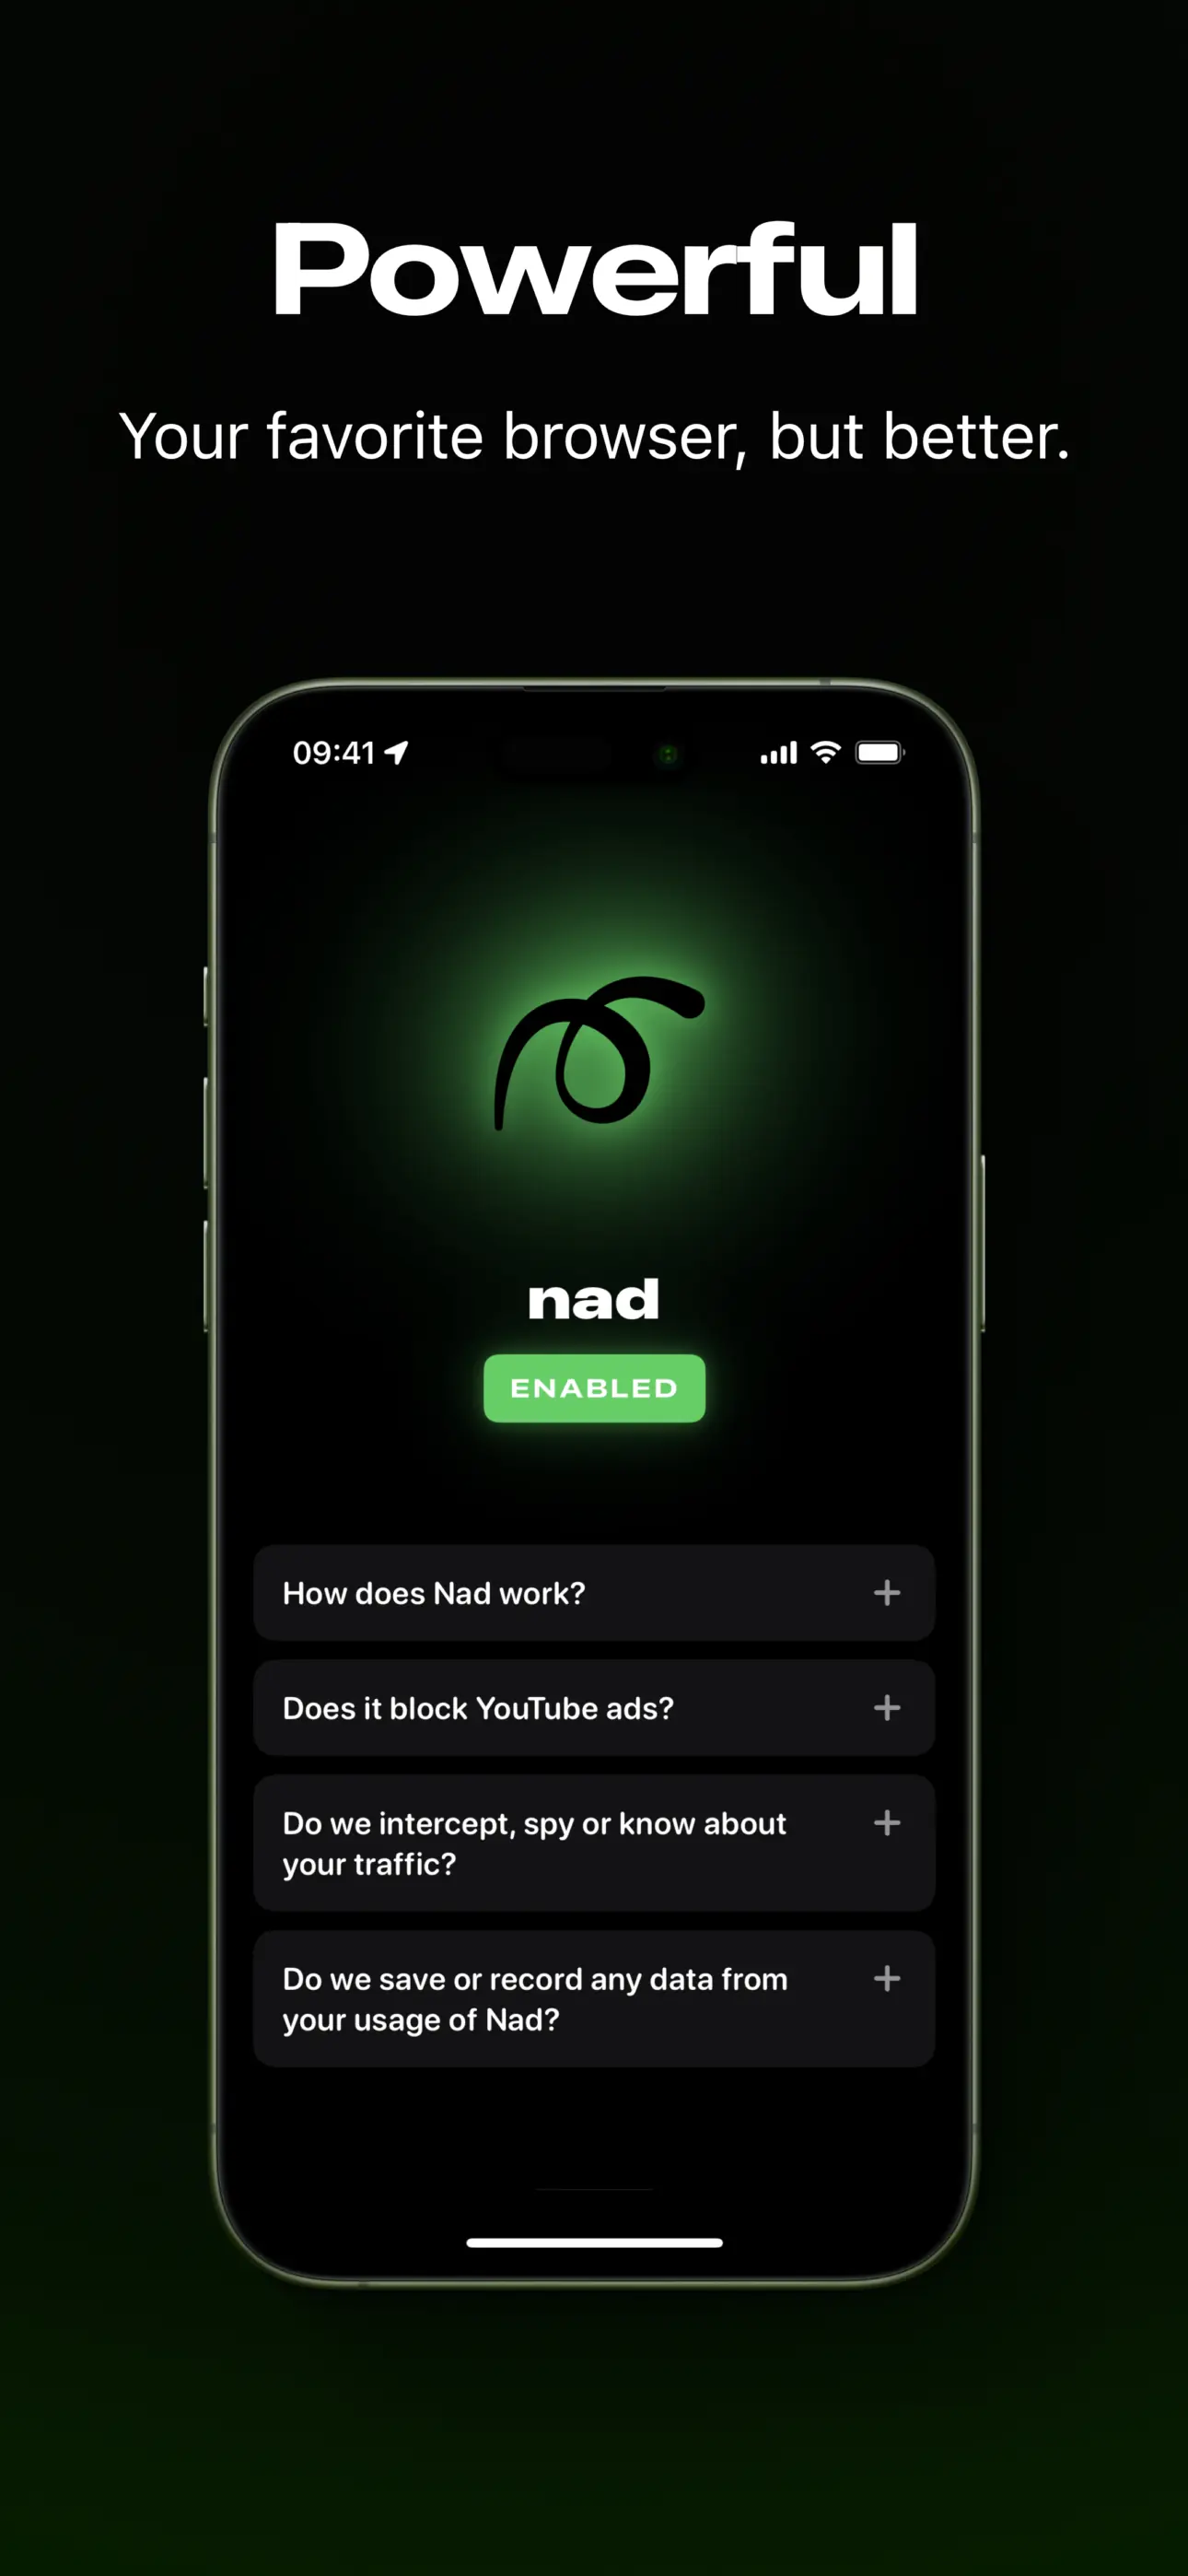 Powerful
Your favorite browser, but better.
09:41
nad
ENABLED
How does Nad work?
Does it block YouTube ads?
Do we intercept, spy or know about
your traffic?
Do we save or record any data from
your usage of Nad?